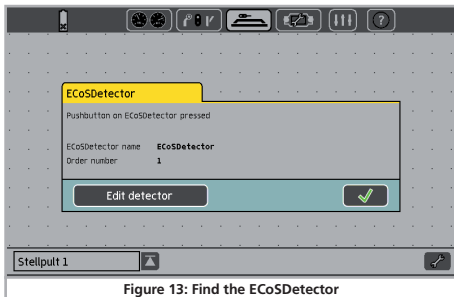 ECoSDetector
Pushbutton on ECoSDetector pressed
ECoSDetector name ECoSDetector
Order number 1
Edit detector
Stellpult 1
Figure 13: Find the ECoSDetector